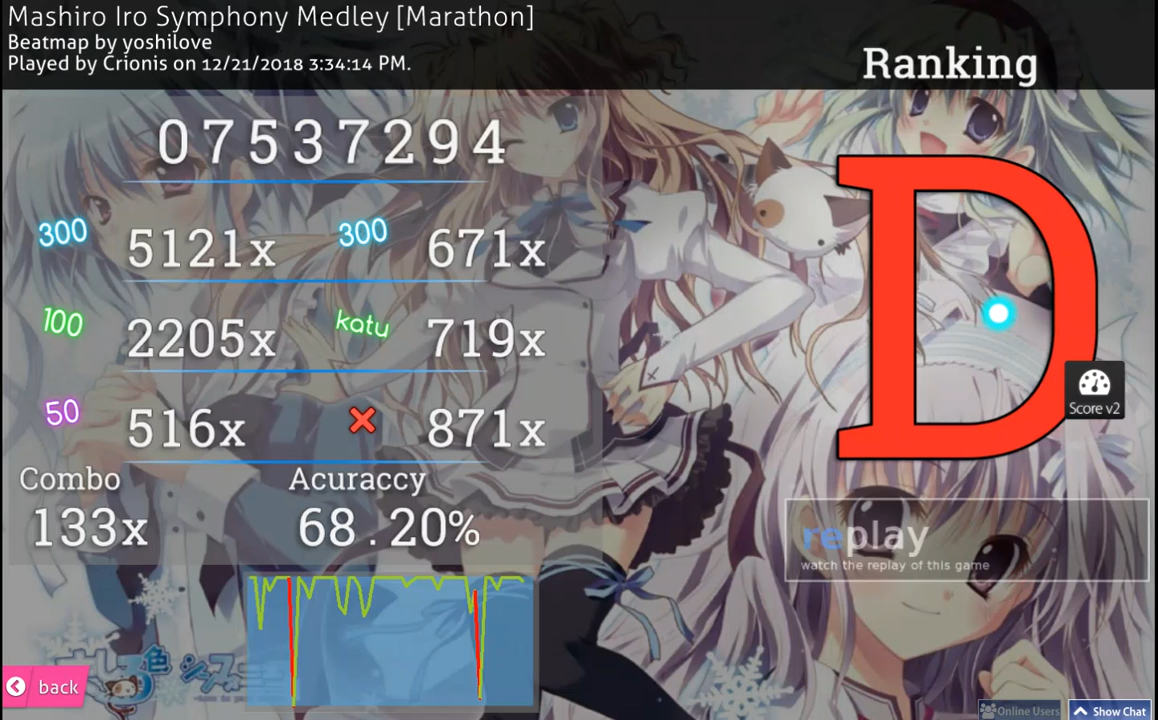 Mashiro Iro Symphony Medley [Marathon]
Beatmap by yoshilove
Played by Crionis on 12/21/2018 3:34:14 PM.
Ranking
07537294
300 5121x 300 671x
100 2205x katu 719x
50 516x 871x
Score v2
Combo Acuraccy
133x 68.20%
D
replay
watch the replay of this game
back
Online Users
Show Chat